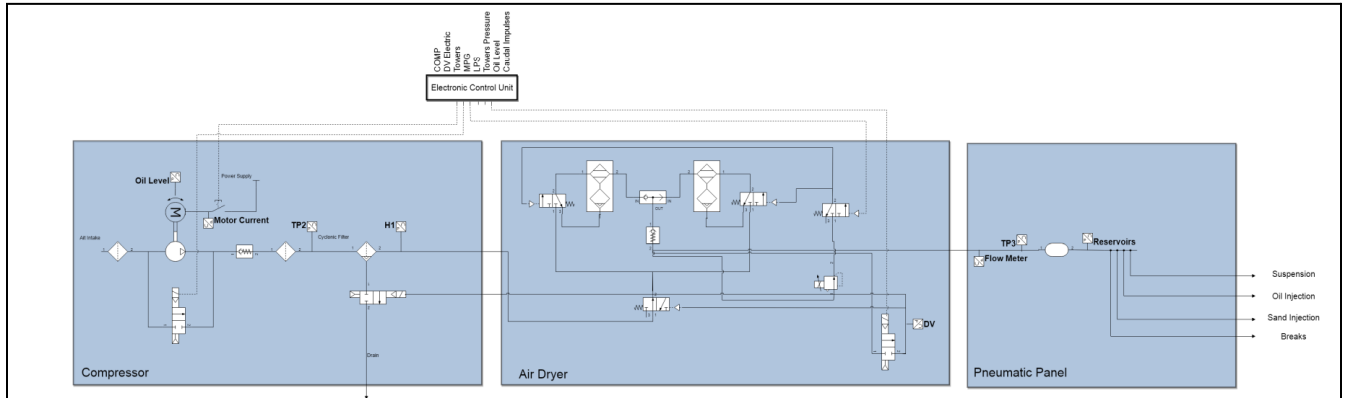 COMP
DV Electric
Towers
MPG
LPS
Towers Pressure
Oil Level
Caudal Impulses
Electronic Control Unit
Oil Level
Power Supply
M
Motor Current
TP2
Cyclonic Filter
H1
AIt Intake
Drain
Compressor
OUT
DV
Air Dryer
TP3
Flow Meter
Reservoirs
Pneumatic Panel
Suspension
Oil Injection
Sand Injection
Breaks